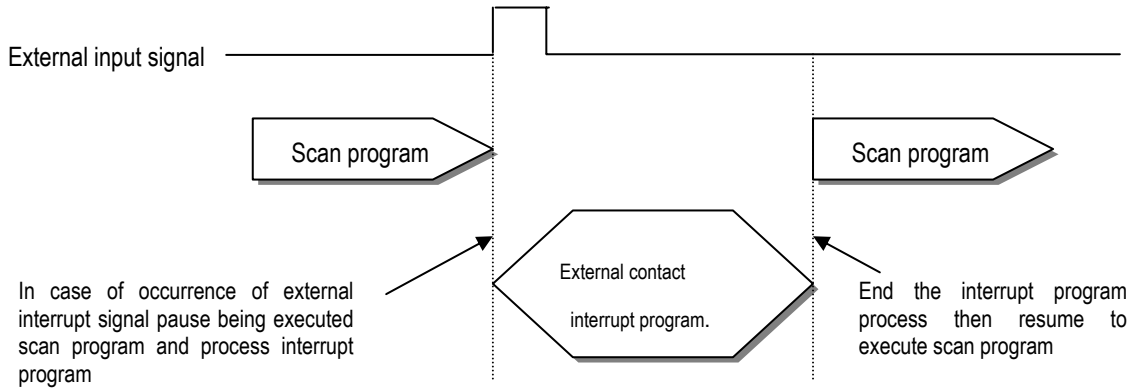 External input signal
Scan program
Scan program
External contact
interrupt program.
In case of occurrence of external
interrupt signal pause being executed
scan program and process interrupt
program
End the interrupt program
process then resume to
execute scan program